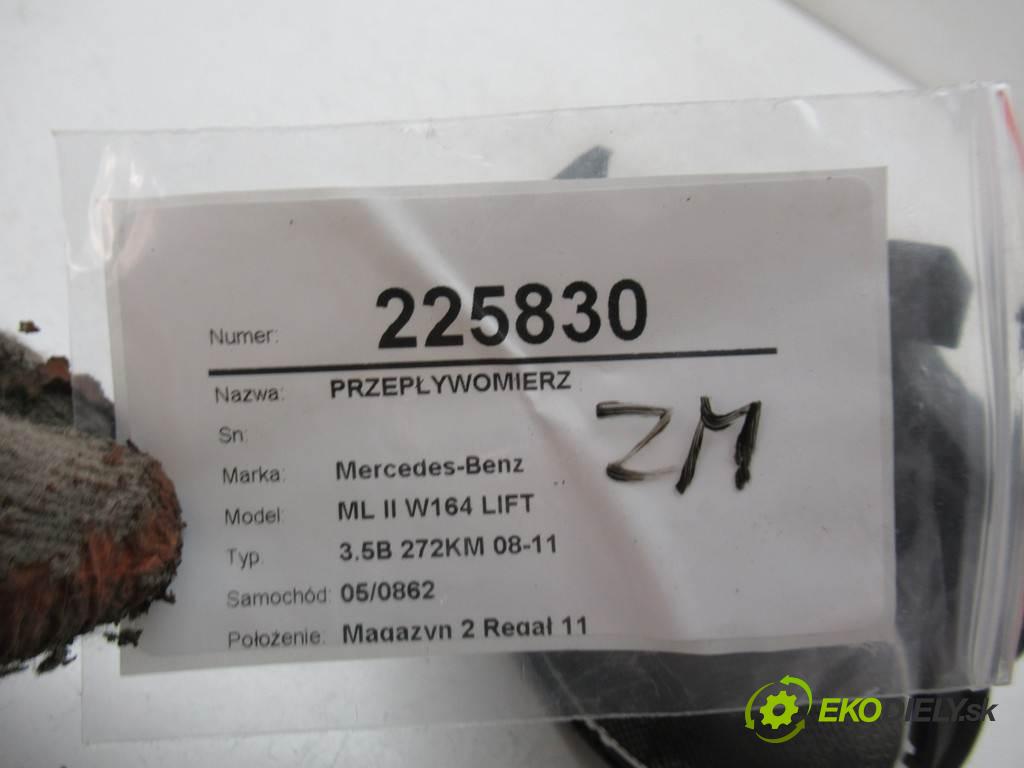 Numer: 225830
Nazwa: PRZEPŁYWOMIERZ
Sn:
ZM
Marka: Mercedes-Benz
Model: ML II W164 LIFT
Typ: 3.5B 272KM 08-11
Samochód: 05/0862
Położenie: Magazyn 2 Regał 11
EKODIELY.sk